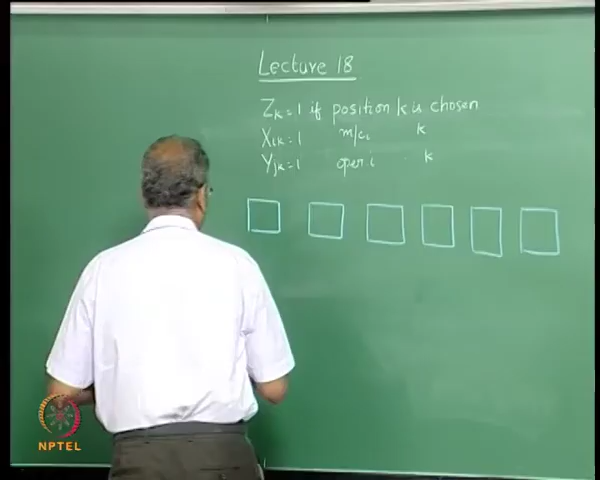 Lecture 18
Zk=1 if position k is chosen
Xik=1 m/c i k
Yjk=1 oper i k
NPTEL